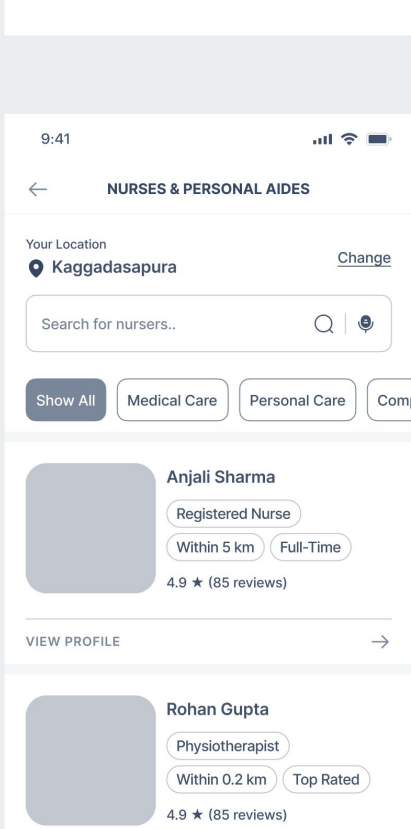 9:41
NURSES & PERSONAL AIDES
Your Location
Kaggadasapura
Change
Search for nursers..
Show All
Medical Care
Personal Care
Comp
Anjali Sharma
Registered Nurse
Within 5 km
Full-Time
4.9 ★ (85 reviews)
VIEW PROFILE
Rohan Gupta
Physiotherapist
Within 0.2 km
Top Rated
4.9 ★ (85 reviews)